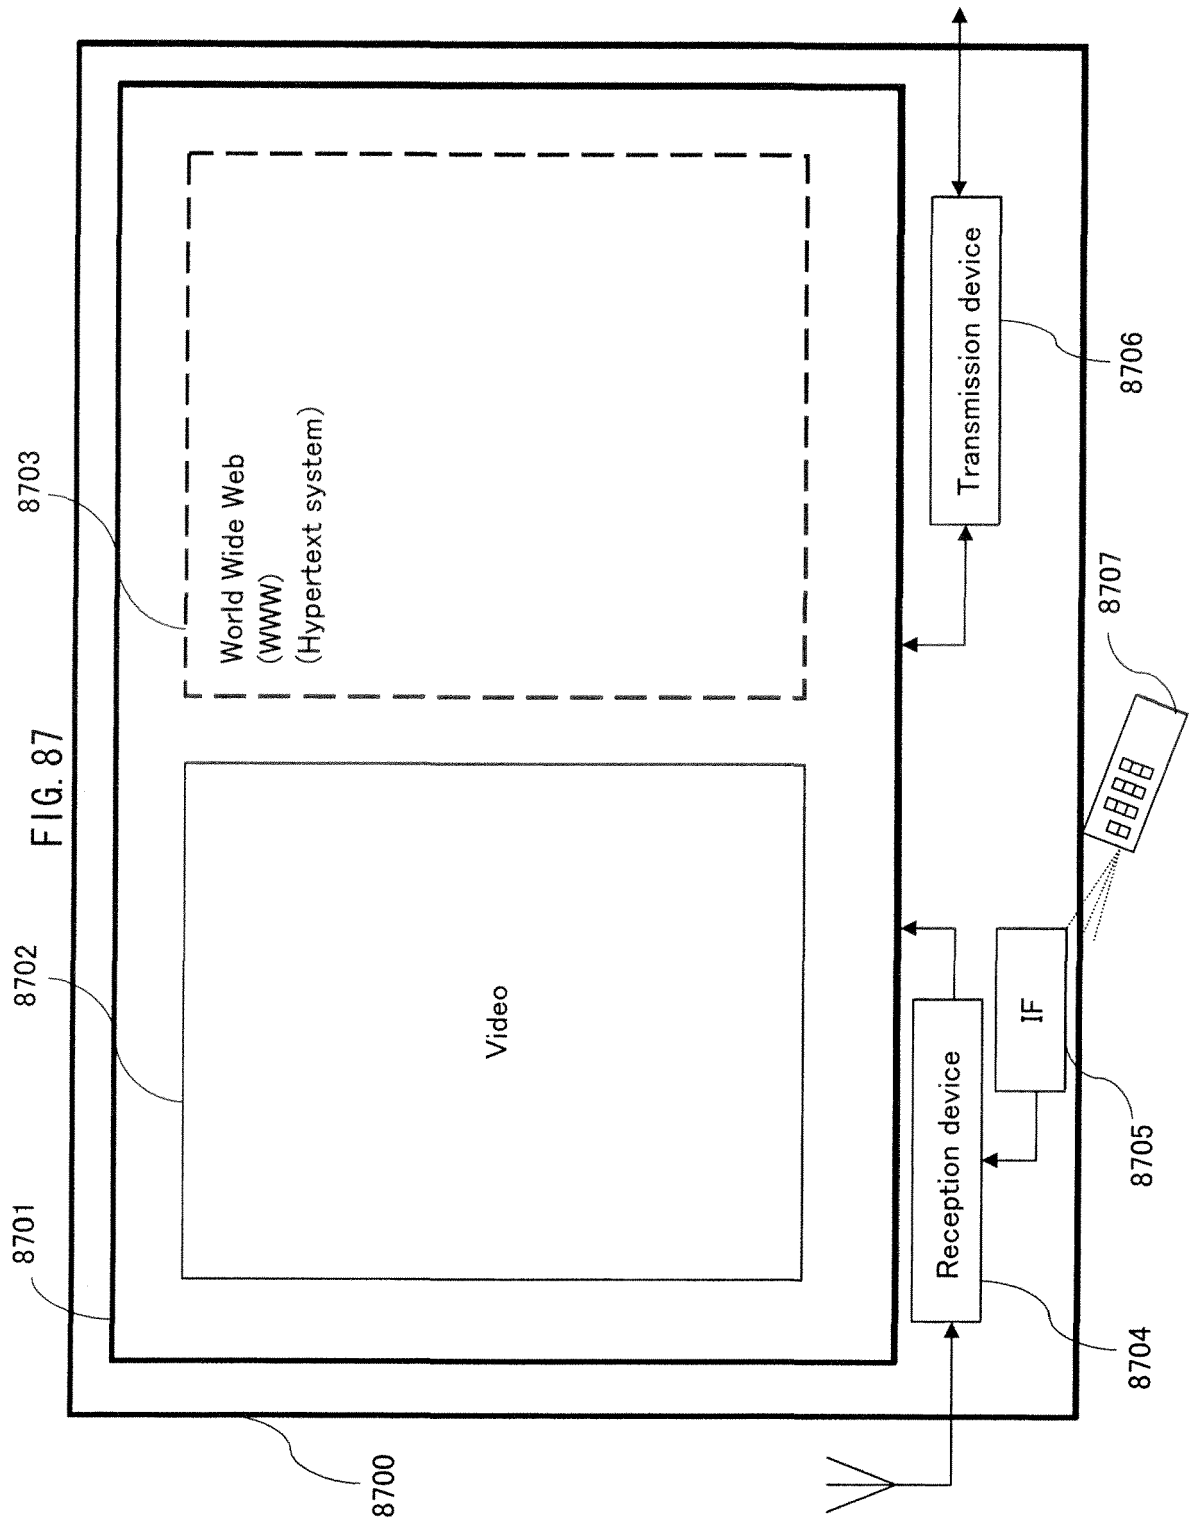 FIG. 87
8700
8701
8702
8703
Video
World Wide Web
(WWW)
(Hypertext system)
Reception device
IF
Transmission device
8704
8705
8707
8706